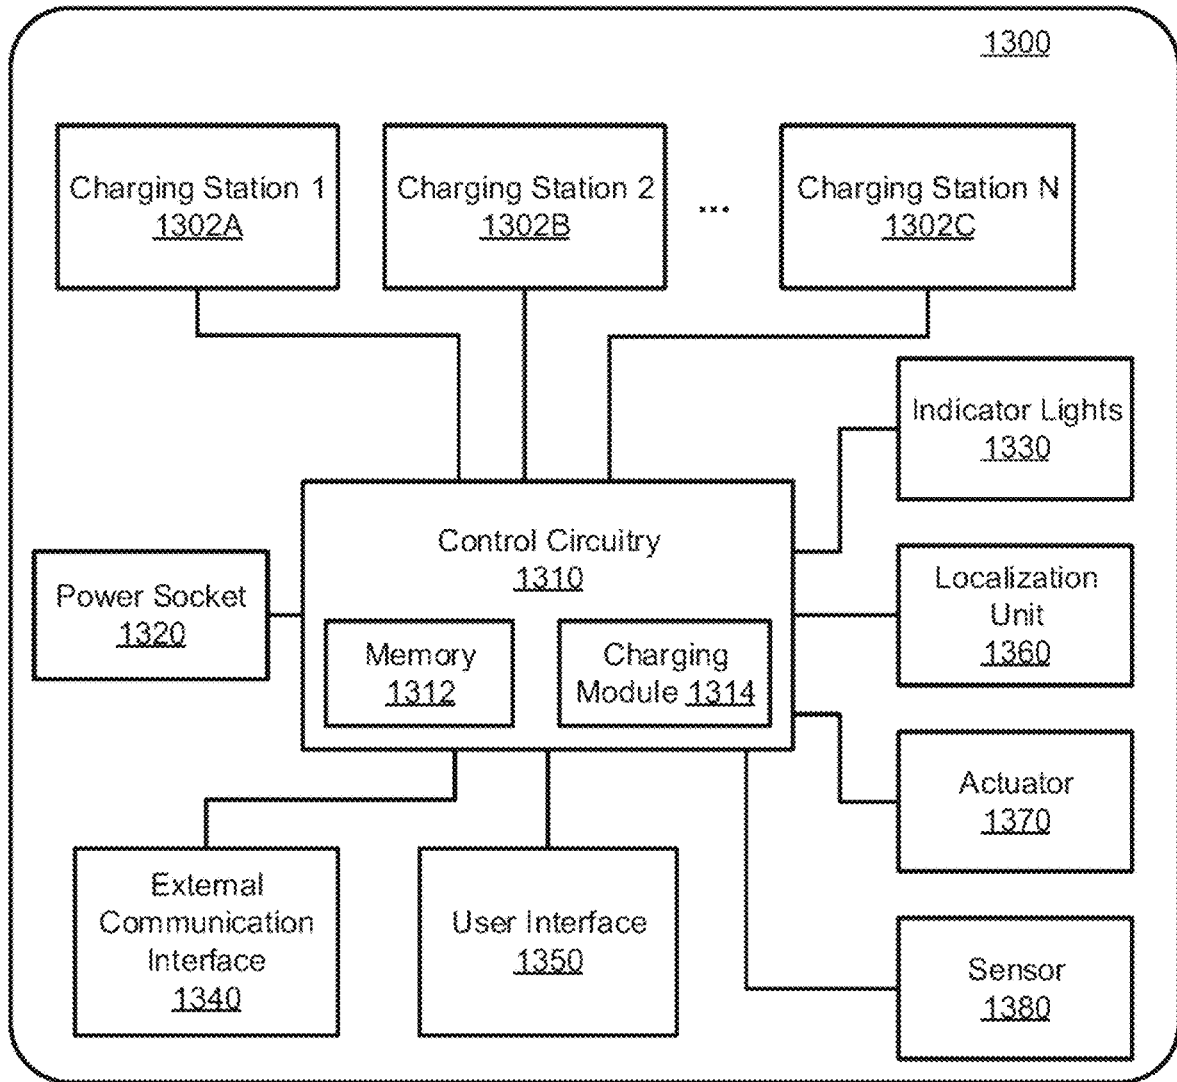 1300
Charging Station 1
1302A
Charging Station 2
1302B
...
Charging Station N
1302C
Indicator Lights
1330
Control Circuitry
1310
Power Socket
1320
Localization
Unit
1360
Memory
1312
Charging
Module 1314
Actuator
1370
External
Communication
Interface
1340
User Interface
1350
Sensor
1380